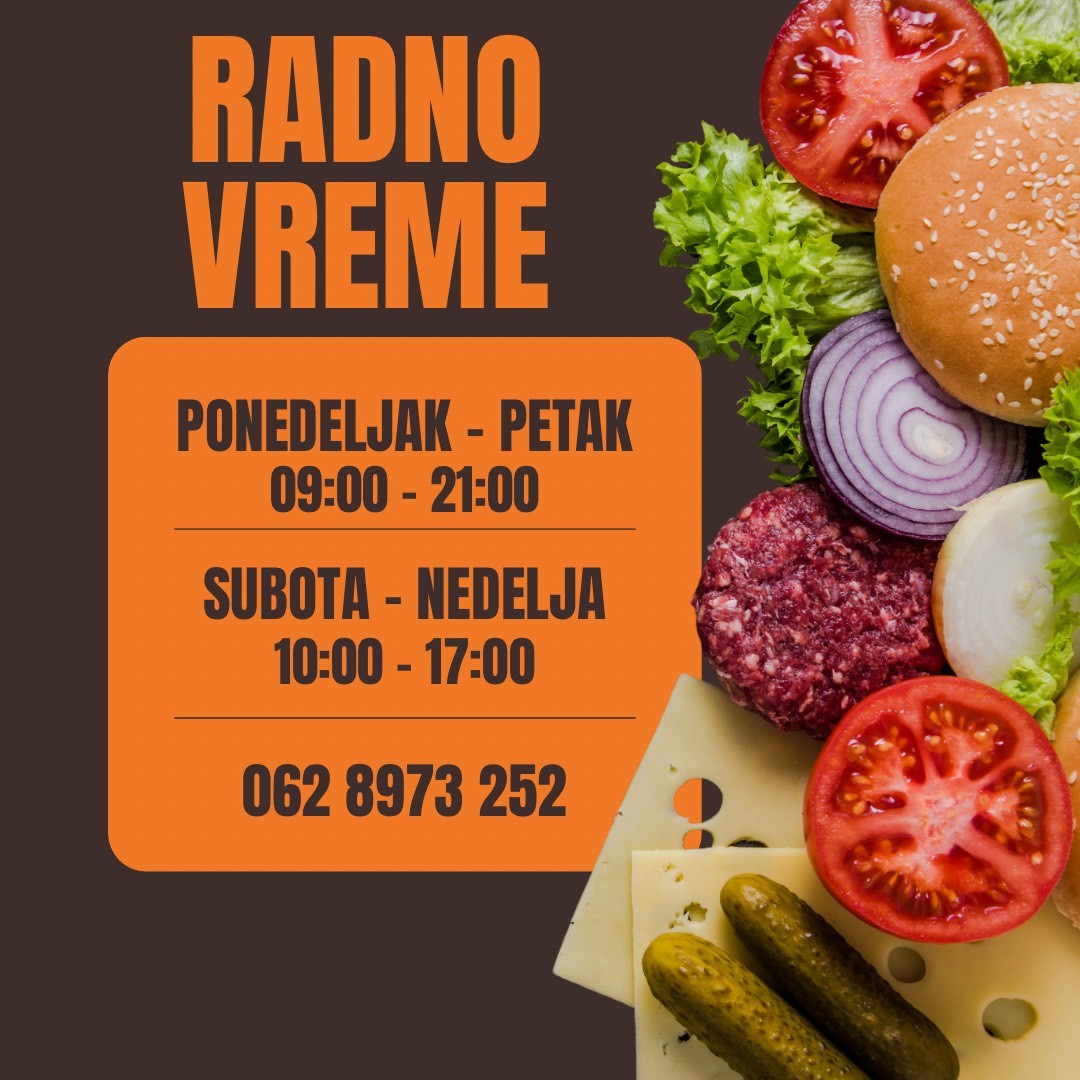 RADNO
VREME
PONEDELJAK - PETAK
09:00 - 21:00
SUBOTA - NEDELJA
10:00 - 17:00
062 8973 252